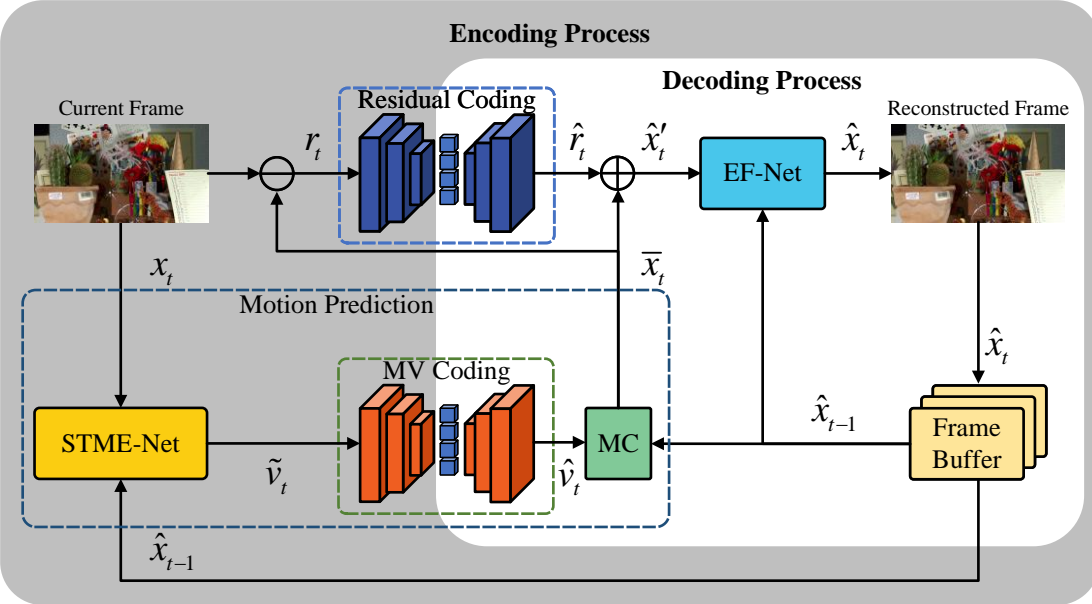 Encoding Process
Decoding Process
Current Frame
Residual Coding
Reconstructed Frame
r_t
r̂_t
x̂′_t
EF-Net
x̂_t
x_t
x̄_t
Motion Prediction
x̂_t
MV Coding
STME-Net
ṽ_t
v̂_t
MC
x̂_{t−1}
Frame
Buffer
x̂_{t−1}